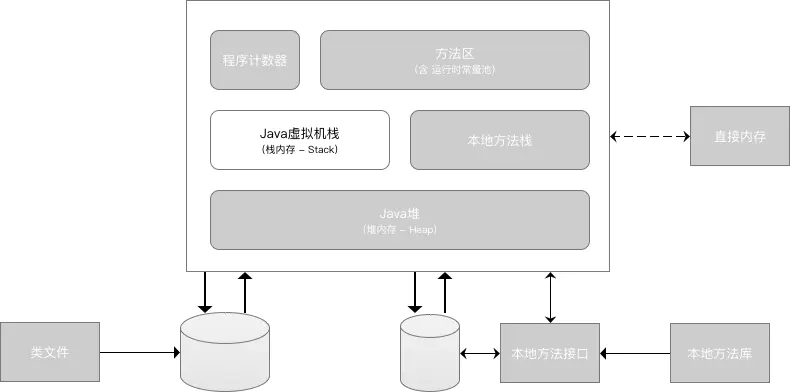 程序计数器
方法区
（含 运行时常量池）
Java虚拟机栈
（栈内存 – Stack）
本地方法栈
直接内存
Java堆
（堆内存 – Heap）
类文件
本地方法接口
本地方法库